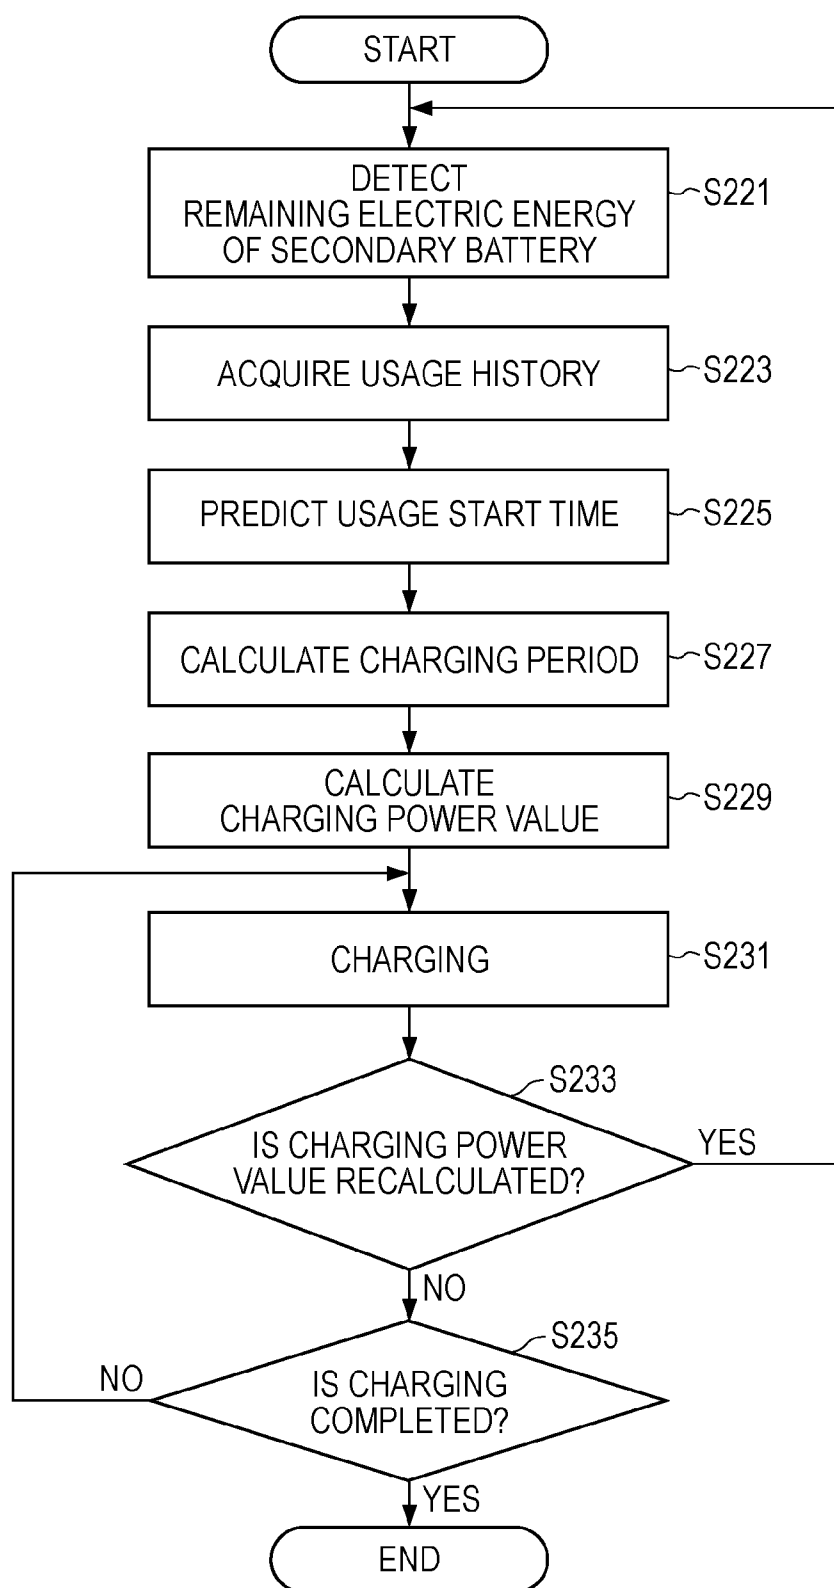 START
DETECT
REMAINING ELECTRIC ENERGY
OF SECONDARY BATTERY
S221
ACQUIRE USAGE HISTORY
S223
PREDICT USAGE START TIME
S225
CALCULATE CHARGING PERIOD
S227
CALCULATE
CHARGING POWER VALUE
S229
CHARGING
S231
S233
IS CHARGING POWER
VALUE RECALCULATED?
YES
NO
S235
IS CHARGING
COMPLETED?
NO
YES
END